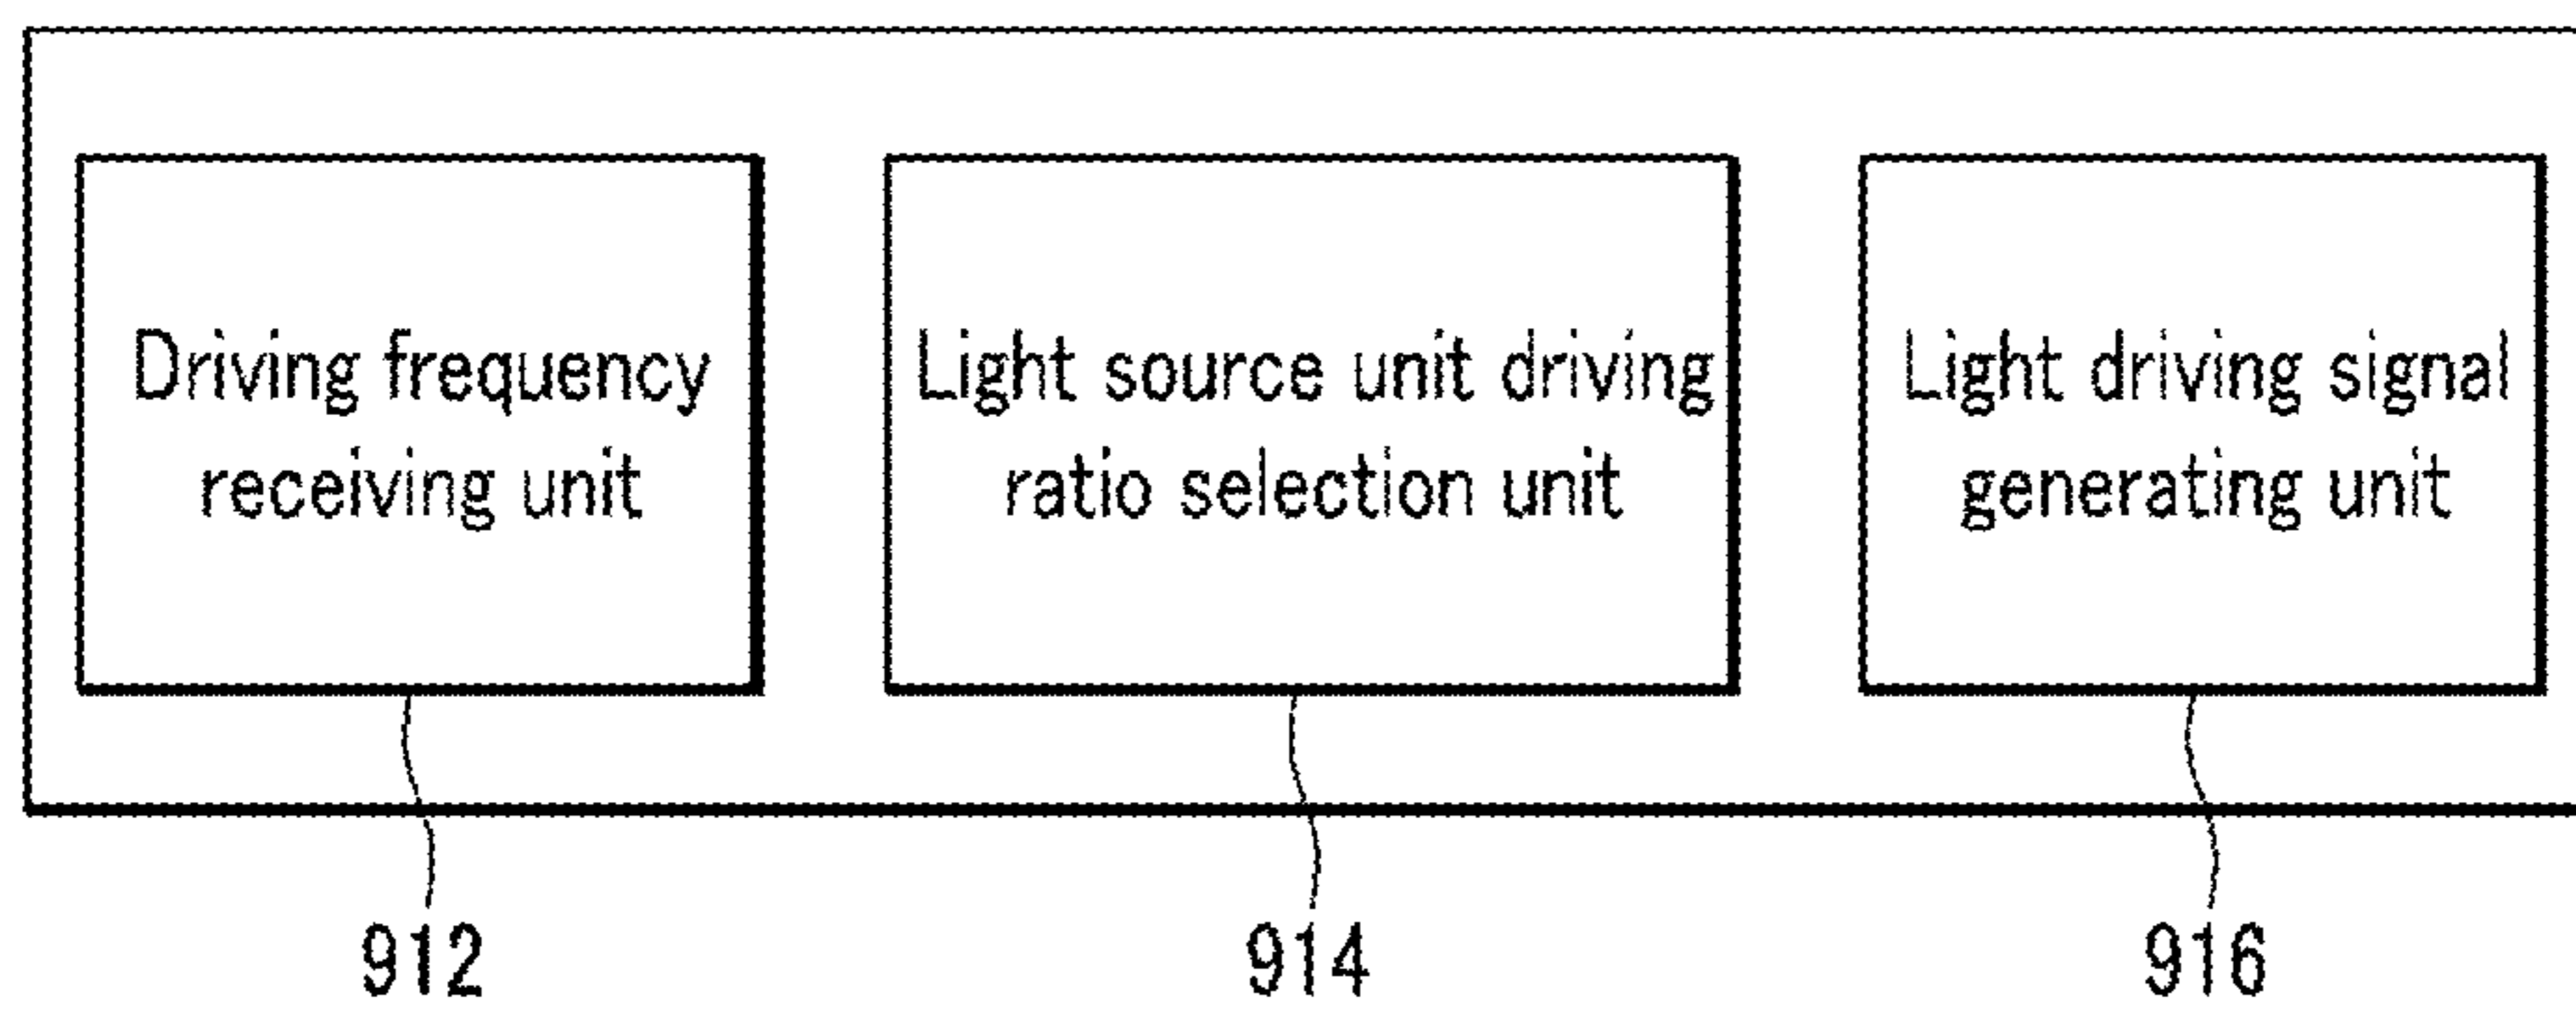 Driving frequency
receiving unit
Light source unit driving
ratio selection unit
Light driving signal
generating unit
912
914
916